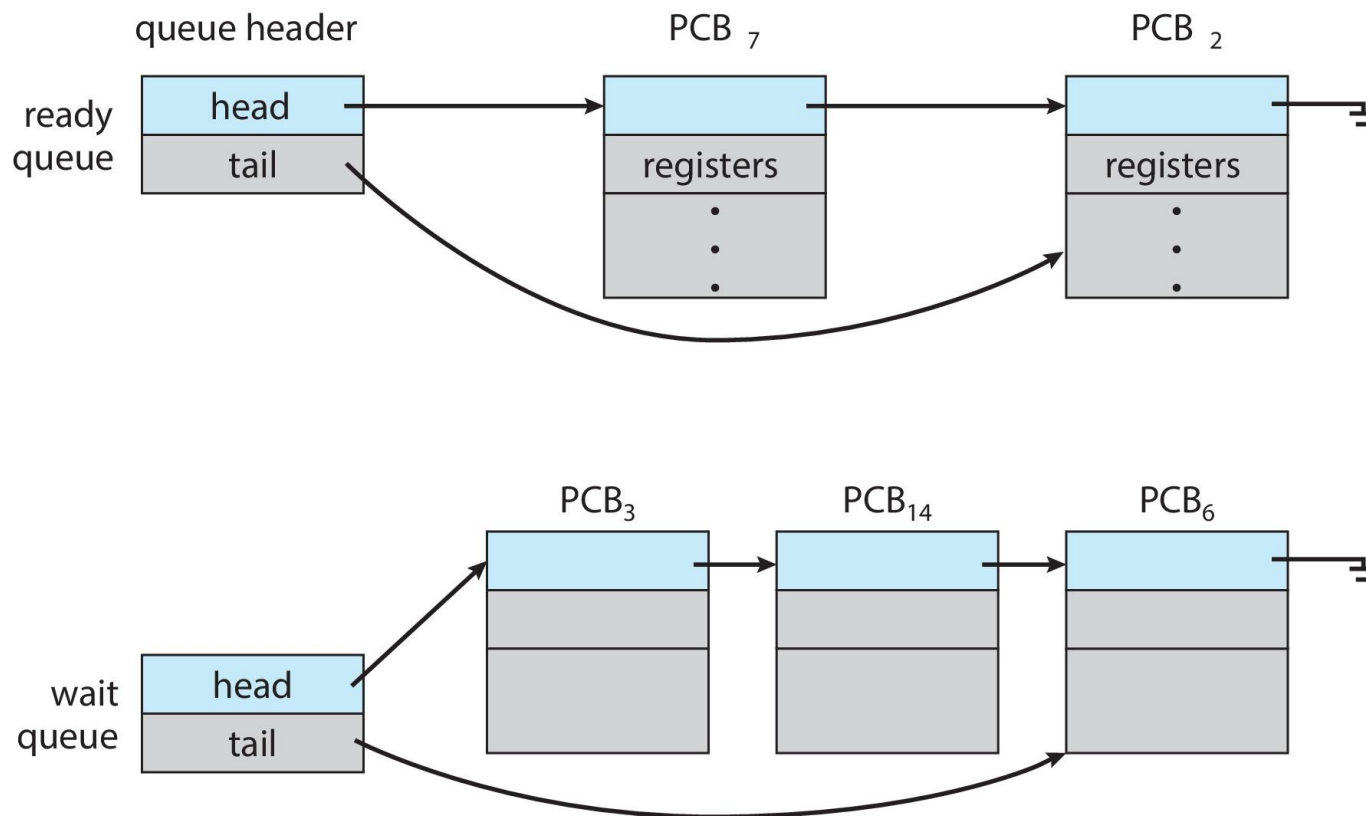 queue header
PCB 7
PCB 2
ready
queue
head
tail
registers
registers
PCB3
PCB14
PCB6
wait
queue
head
tail